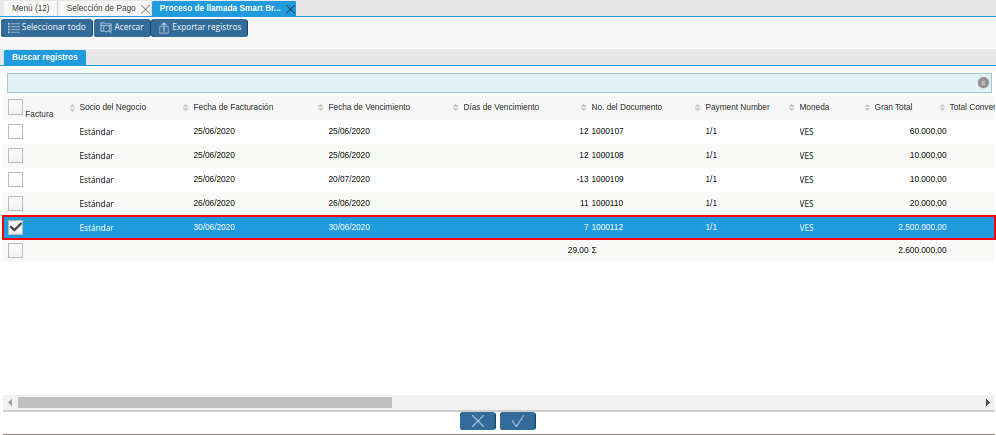 Menú (12) Selección de Pago Proceso de llamada Smart Br...
Seleccionar todo Acercar Exportar registros
Buscar registros
Factura Socio del Negocio Fecha de Facturación Fecha de Vencimiento Días de Vencimiento No. del Documento Payment Number Moneda Gran Total Total Conver
Estándar 25/06/2020 25/06/2020 12 1000107 1/1 VES 60.000,00
Estándar 25/06/2020 25/06/2020 12 1000108 1/1 VES 10.000,00
Estándar 25/06/2020 20/07/2020 -13 1000109 1/1 VES 10.000,00
Estándar 26/06/2020 26/06/2020 11 1000110 1/1 VES 20.000,00
Estándar 30/06/2020 30/06/2020 7 1000112 1/1 VES 2.500.000,00
29,00 Σ 2.600.000,00